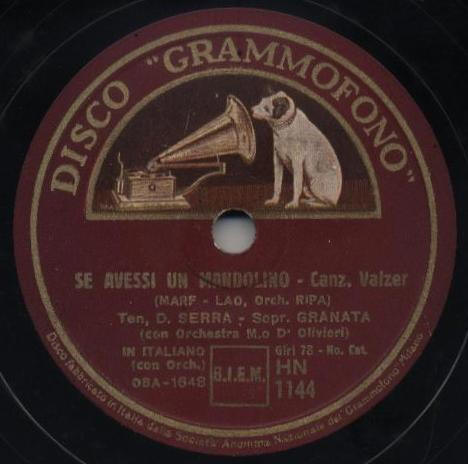 DISCO "GRAMMOFONO"
SE AVESSI UN MANDOLINO - Canz. Valzer
(MARF - LAO, Orch. RIPA)
Ten. D. SERRA - Sopr. GRANATA
(con Orchestra M.o D' Olivieri)
IN ITALIANO
(con Orch.)
OBA-1648
B.I.E.M.
Giri 78 - No. Cat.
HN
1144
Disco fabbricato in Italia dalla Società Anonima Nazionale del "Grammofono" Milano